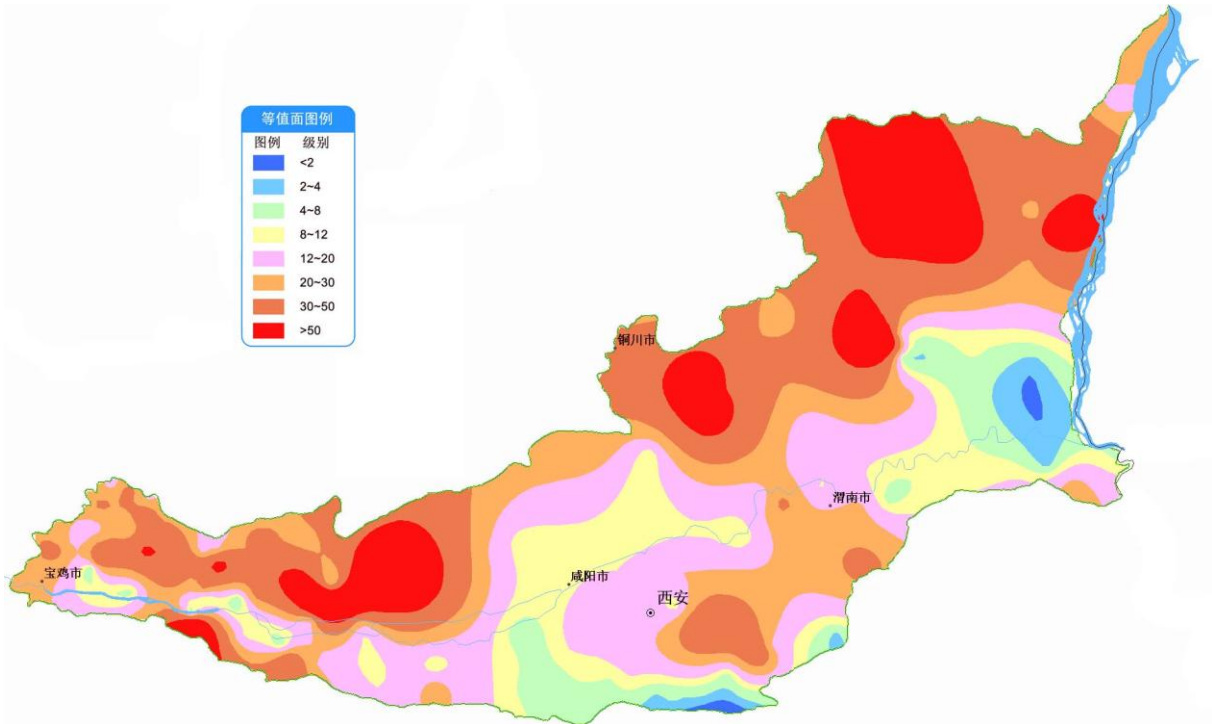 等值面图例
图例 级别
<2
2~4
4~8
8~12
12~20
20~30
30~50
>50
铜川市
渭南市
宝鸡市
咸阳市
西安